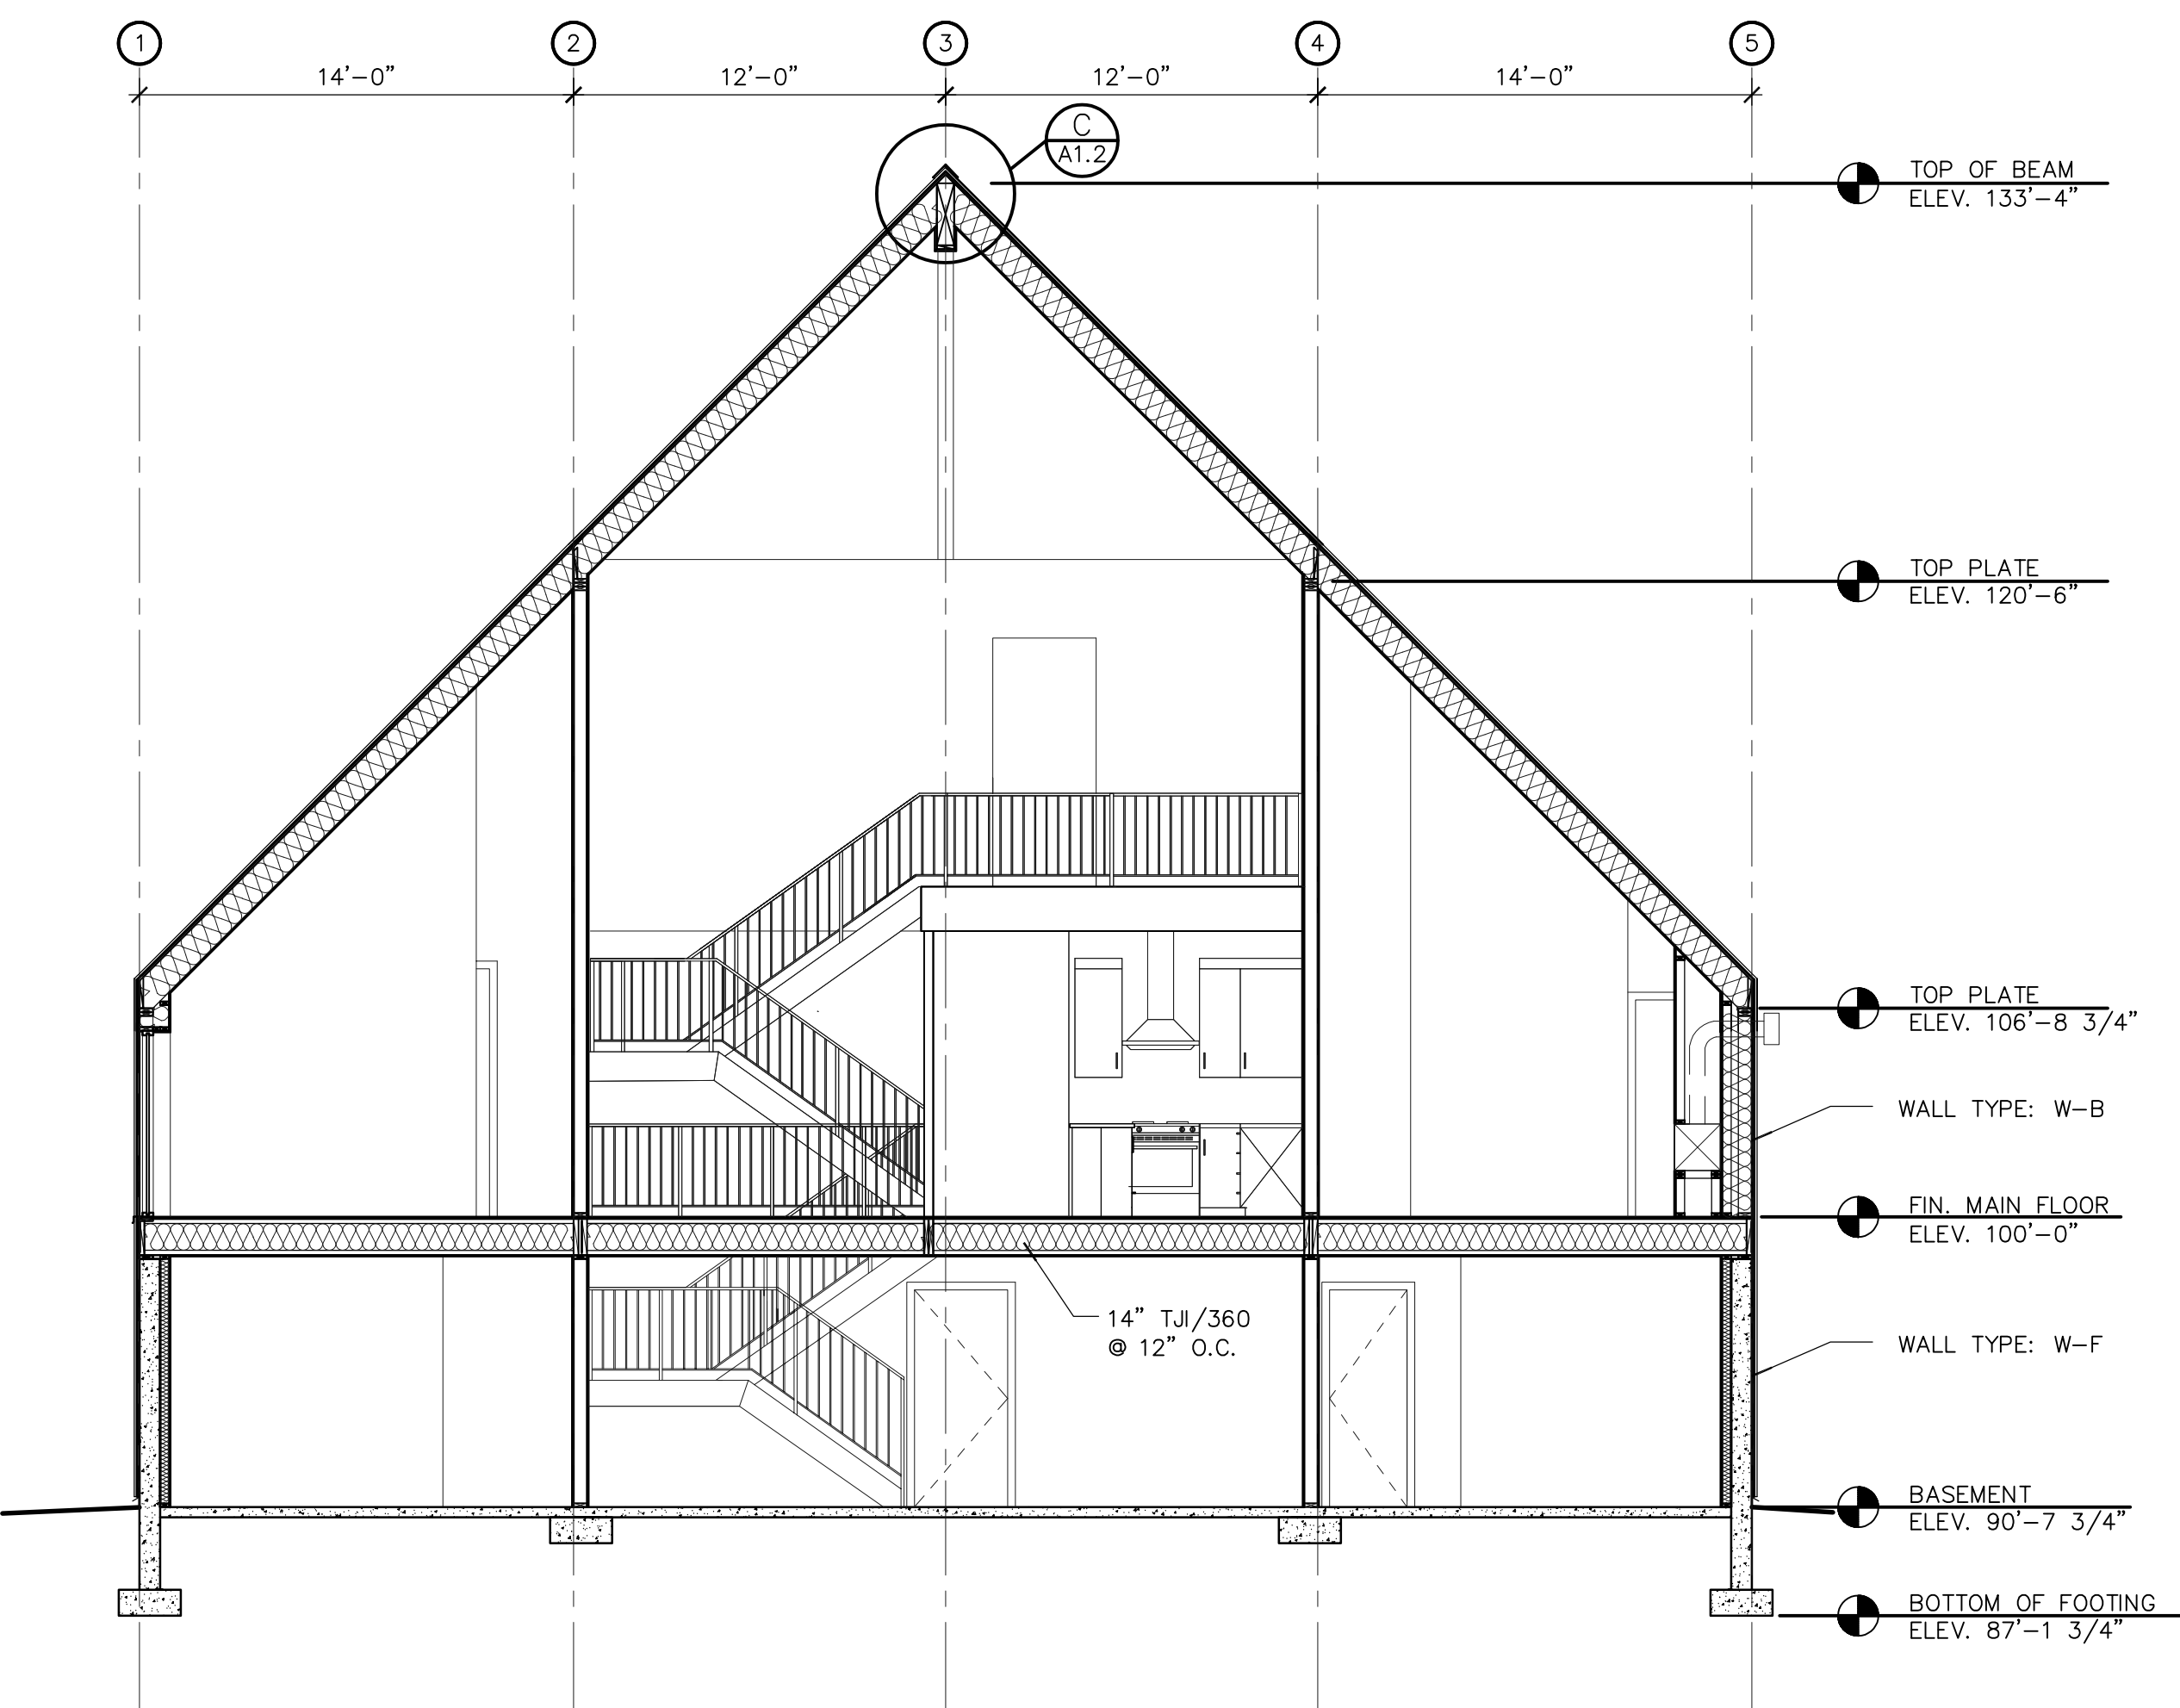 1
2
3
4
5
14'-0"
12'-0"
12'-0"
14'-0"
C
A1.2
TOP OF BEAM
ELEV. 133'-4"
TOP PLATE
ELEV. 120'-6"
TOP PLATE
ELEV. 106'-8 3/4"
WALL TYPE: W-B
FIN. MAIN FLOOR
ELEV. 100'-0"
14" TJI/360
@ 12" O.C.
WALL TYPE: W-F
BASEMENT
ELEV. 90'-7 3/4"
BOTTOM OF FOOTING
ELEV. 87'-1 3/4"